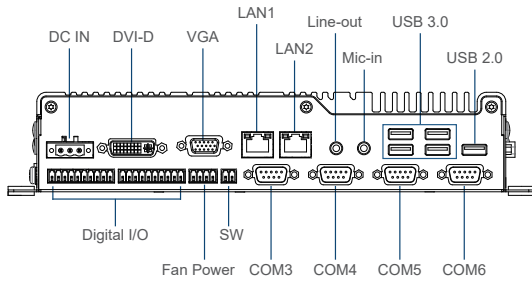 LAN1
Line-out
USB 3.0
DC IN
DVI-D
VGA
LAN2
Mic-in
USB 2.0
Digital I/O
SW
Fan Power
COM3
COM4
COM5
COM6